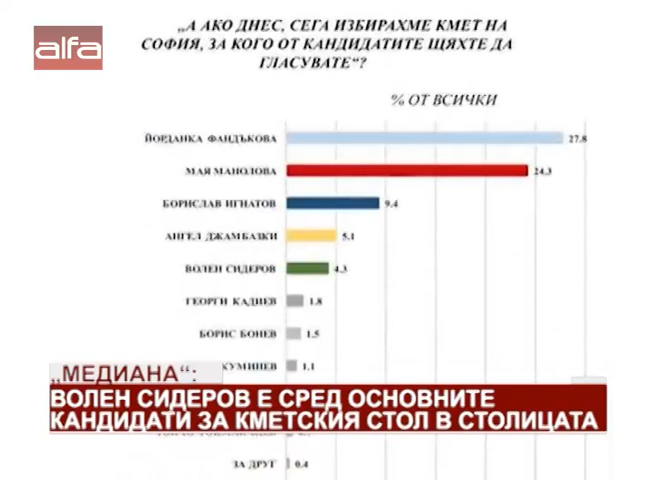 alfa
„А АКО ДНЕС, СЕГА ИЗБИРАХМЕ КМЕТ НА
СОФИЯ, ЗА КОГО ОТ КАНДИДАТИТЕ ЩЯХТЕ ДА
ГЛАСУВАТЕ“?
% ОТ ВСИЧКИ
ЙОРДАНКА ФАНДЪКОВА 27.8
МАЯ МАНОЛОВА 24.3
БОРИСЛАВ ИГНАТОВ 9.4
АНГЕЛ ДЖАМБАЗКИ 5.1
ВОЛЕН СИДЕРОВ 4.3
ГЕОРГИ КАДИЕВ 1.8
БОРИС БОНЕВ 1.5
1.1
„МЕДИАНА“:
ВОЛЕН СИДЕРОВ Е СРЕД ОСНОВНИТЕ
КАНДИДАТИ ЗА КМЕТСКИЯ СТОЛ В СТОЛИЦАТА
ЗА ДРУГ 0.4